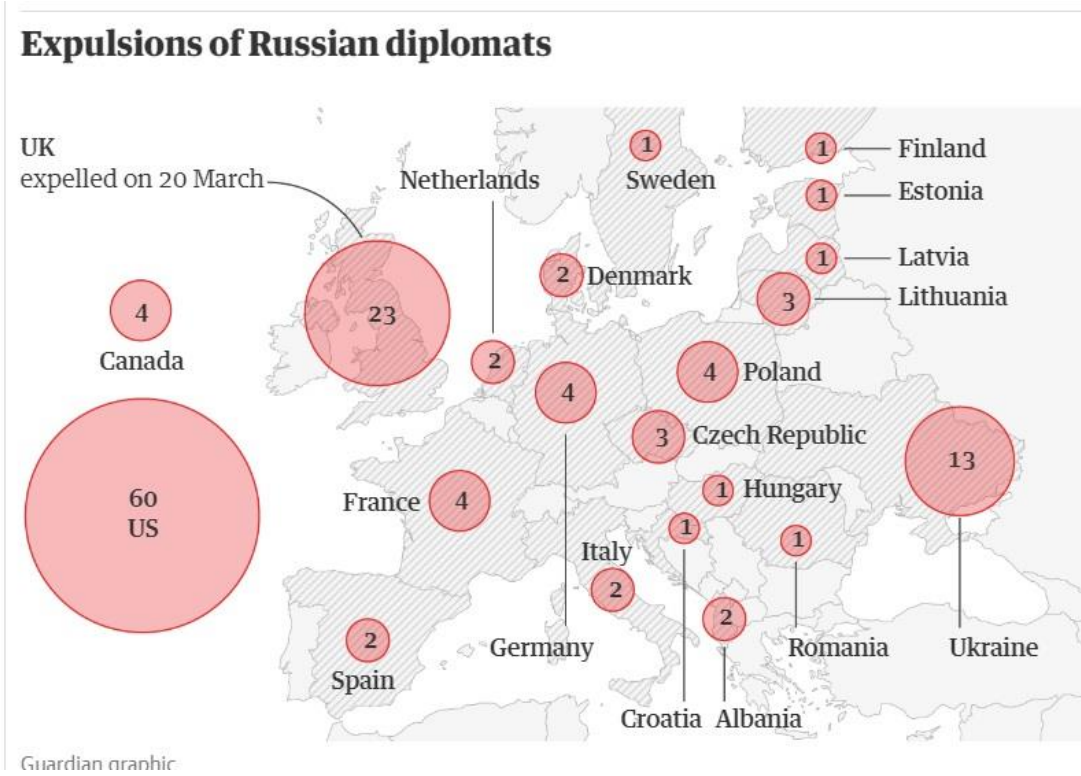 Expulsions of Russian diplomats
UK
expelled on 20 March
Netherlands
1
Sweden
1
Finland
1
Estonia
1
Latvia
3
Lithuania
2
Denmark
4
Canada
23
2
4
Germany
4
Poland
3
Czech Republic
13
Ukraine
60
US
France
4
1
Hungary
1
Croatia
1
Romania
Italy
2
2
Albania
2
Spain
Guardian graphic